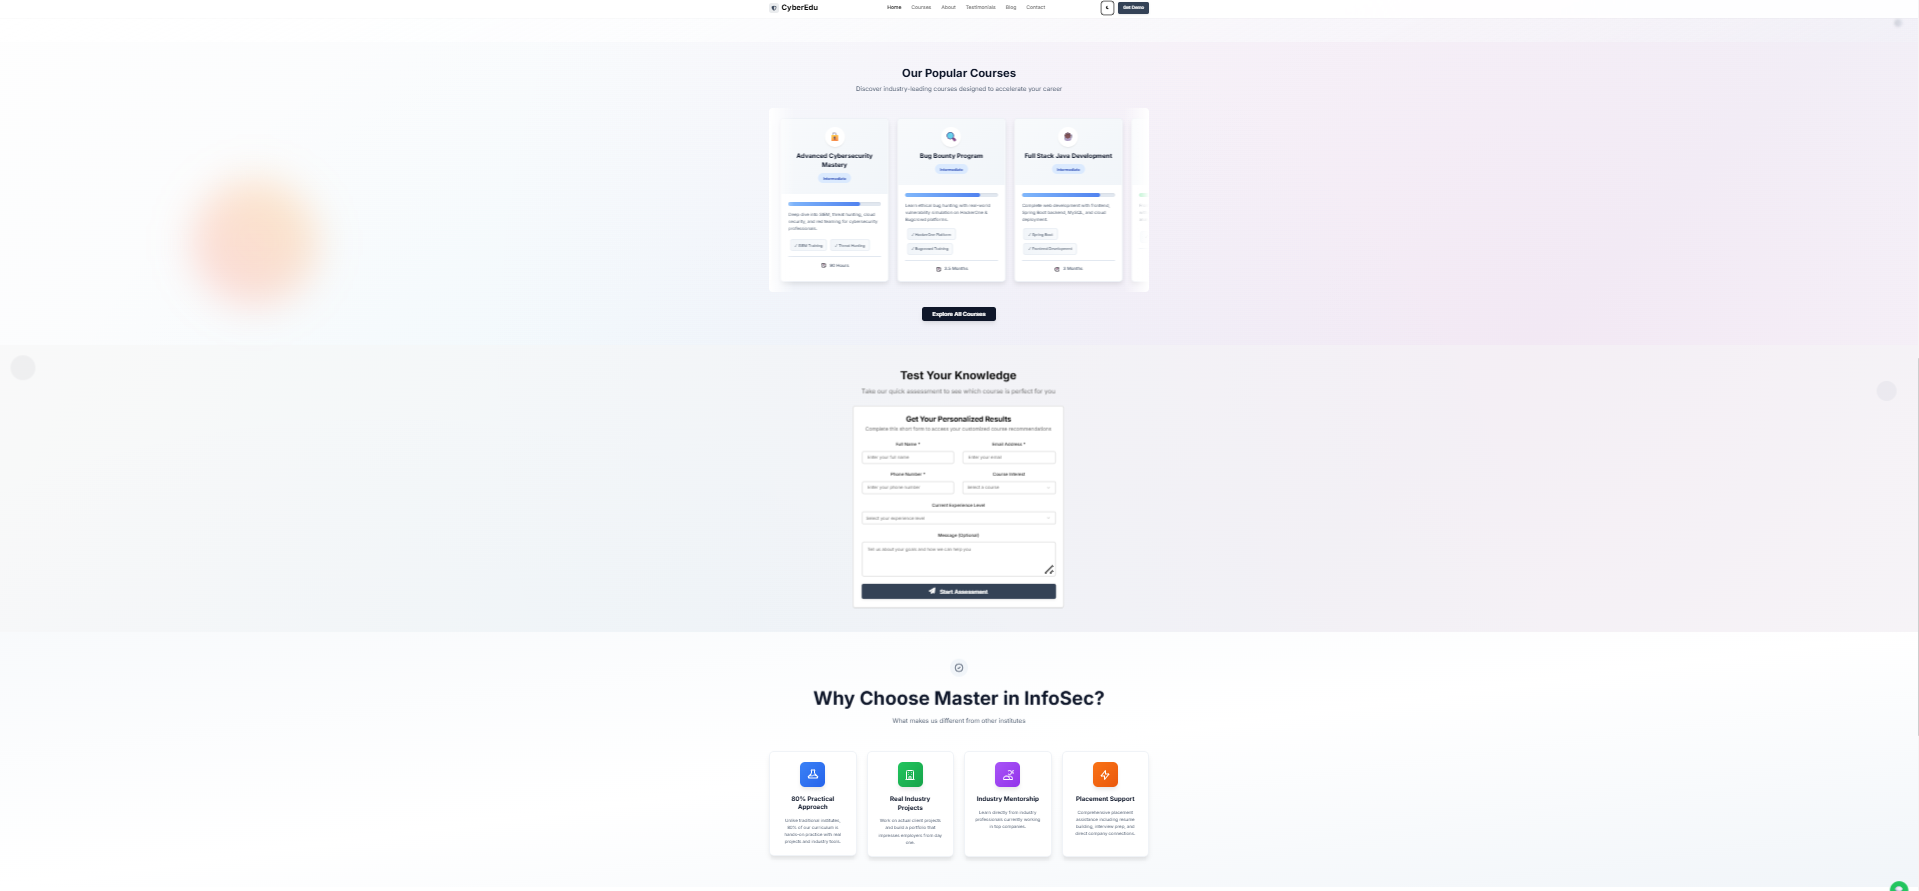 CyberEdu
Home Courses About Testimonials Blog Contact
Get Demo
Our Popular Courses
Discover industry-leading courses designed to accelerate your career
Advanced Cybersecurity
Mastery
Intermediate
Deep dive into SIEM, threat hunting, cloud
security, and red teaming for cybersecurity
professionals.
✓ SIEM Training ✓ Threat Hunting
90 Hours
Bug Bounty Program
Intermediate
Learn ethical bug hunting with real-world
vulnerability simulation on HackerOne &
Bugcrowd platforms.
✓ HackerOne Platform
✓ Bugcrowd Training
Full Stack Java Development
Intermediate
Complete web development with frontend,
Spring Boot backend, MySQL, and cloud
deployment.
✓ Spring Boot
✓ Frontend Development
Months
Explore All Courses
Test Your Knowledge
Take our quick assessment to see which course is perfect for you
Get Your Personalized Results
Complete this short form to access your customized course recommendations
Full Name *
Email Address *
Enter your full name
Enter your email
Phone Number *
Course Interest
Enter your phone number
Select a course
Current Experience Level
Select your experience level
Message (Optional)
Tell us about your goals and how we can help you
Start Assessment
Why Choose Master in InfoSec?
What makes us different from other institutes
80% Practical
Approach
Unlike traditional institutes,
80% of our curriculum is
hands-on practice with real
projects and industry tools.
Real Industry
Projects
Work on actual client projects
and build a portfolio that
impresses employers from day
one.
Industry Mentorship
Learn directly from industry
professionals currently working
in top companies.
Placement Support
Comprehensive placement
assistance including resume
building, interview prep, and
direct company connections.